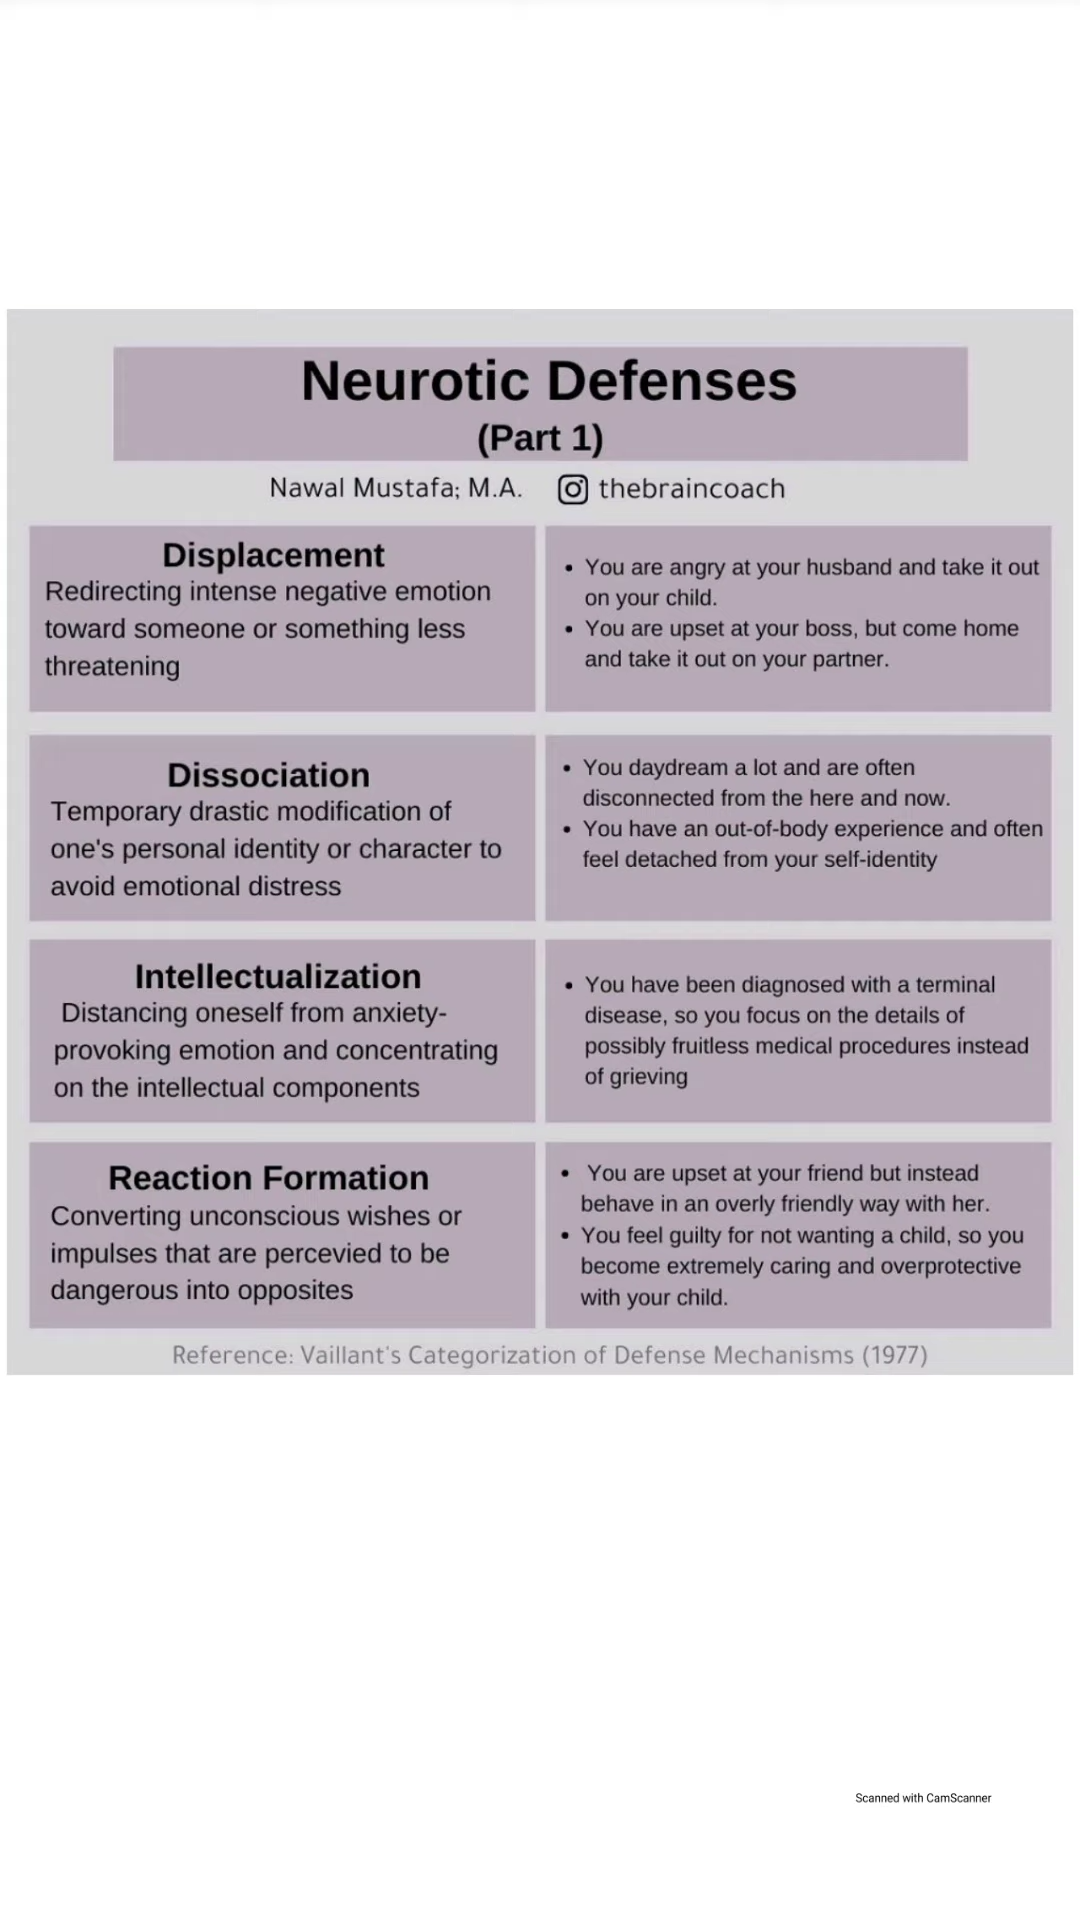 Neurotic Defenses
(Part 1)
Nawal Mustafa; M.A. thebraincoach
Displacement
Redirecting intense negative emotion
toward someone or something less
threatening
• You are angry at your husband and take it out
on your child.
• You are upset at your boss, but come home
and take it out on your partner.
Dissociation
Temporary drastic modification of
one's personal identity or character to
avoid emotional distress
• You daydream a lot and are often
disconnected from the here and now.
• You have an out-of-body experience and often
feel detached from your self-identity
Intellectualization
Distancing oneself from anxiety-
provoking emotion and concentrating
on the intellectual components
• You have been diagnosed with a terminal
disease, so you focus on the details of
possibly fruitless medical procedures instead
of grieving
Reaction Formation
Converting unconscious wishes or
impulses that are percevied to be
dangerous into opposites
• You are upset at your friend but instead
behave in an overly friendly way with her.
• You feel guilty for not wanting a child, so you
become extremely caring and overprotective
with your child.
Reference: Vaillant's Categorization of Defense Mechanisms (1977)
Scanned with CamScanner